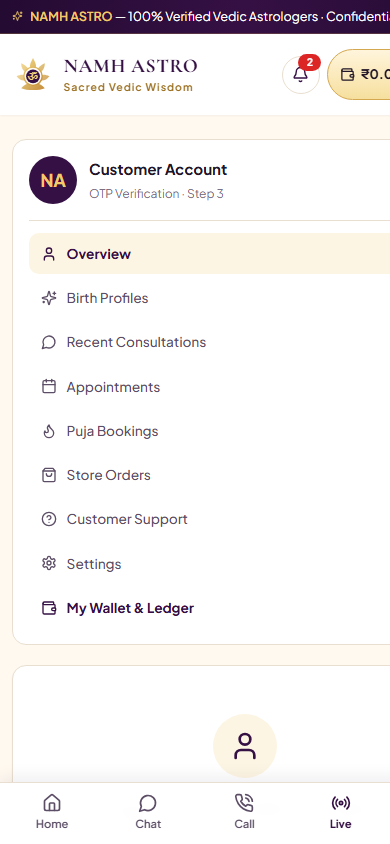 NAMH ASTRO — 100% Verified Vedic Astrologers · Confidenti
NAMH ASTRO
Sacred Vedic Wisdom
2
₹0.0
NA
Customer Account
OTP Verification · Step 3
Overview
Birth Profiles
Recent Consultations
Appointments
Puja Bookings
Store Orders
Customer Support
Settings
My Wallet & Ledger
Home
Chat
Call
Live